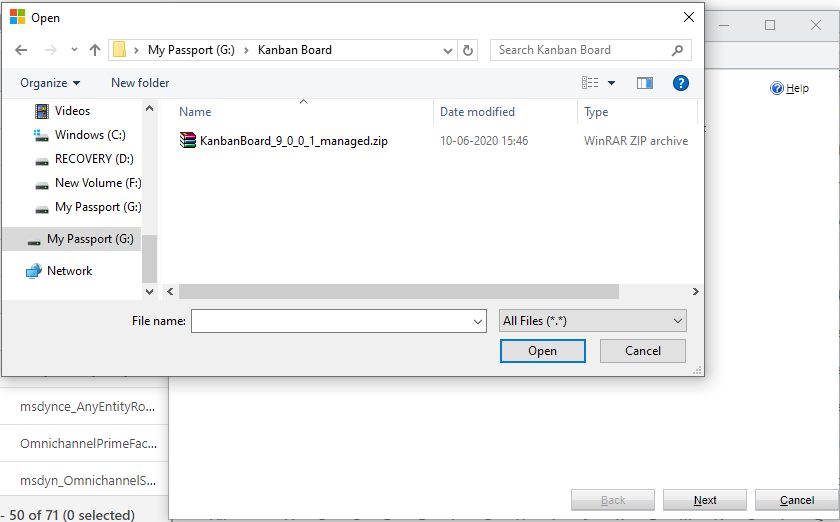 Open
My Passport (G:) Kanban Board
Search Kanban Board
Organize
New folder
Help
Videos
Windows (C:)
RECOVERY (D:)
New Volume (F:)
My Passport (G:)
My Passport (G:)
Network
Name Date modified Type
KanbanBoard_9_0_0_1_managed.zip 10-06-2020 15:46 WinRAR ZIP archive
File name:
All Files (*.*)
Open Cancel
msdynce_AnyEntityRo...
OmnichannelPrimeFac...
msdyn_OmnichannelS...
Back Next Cancel
- 50 of 71 (0 selected)